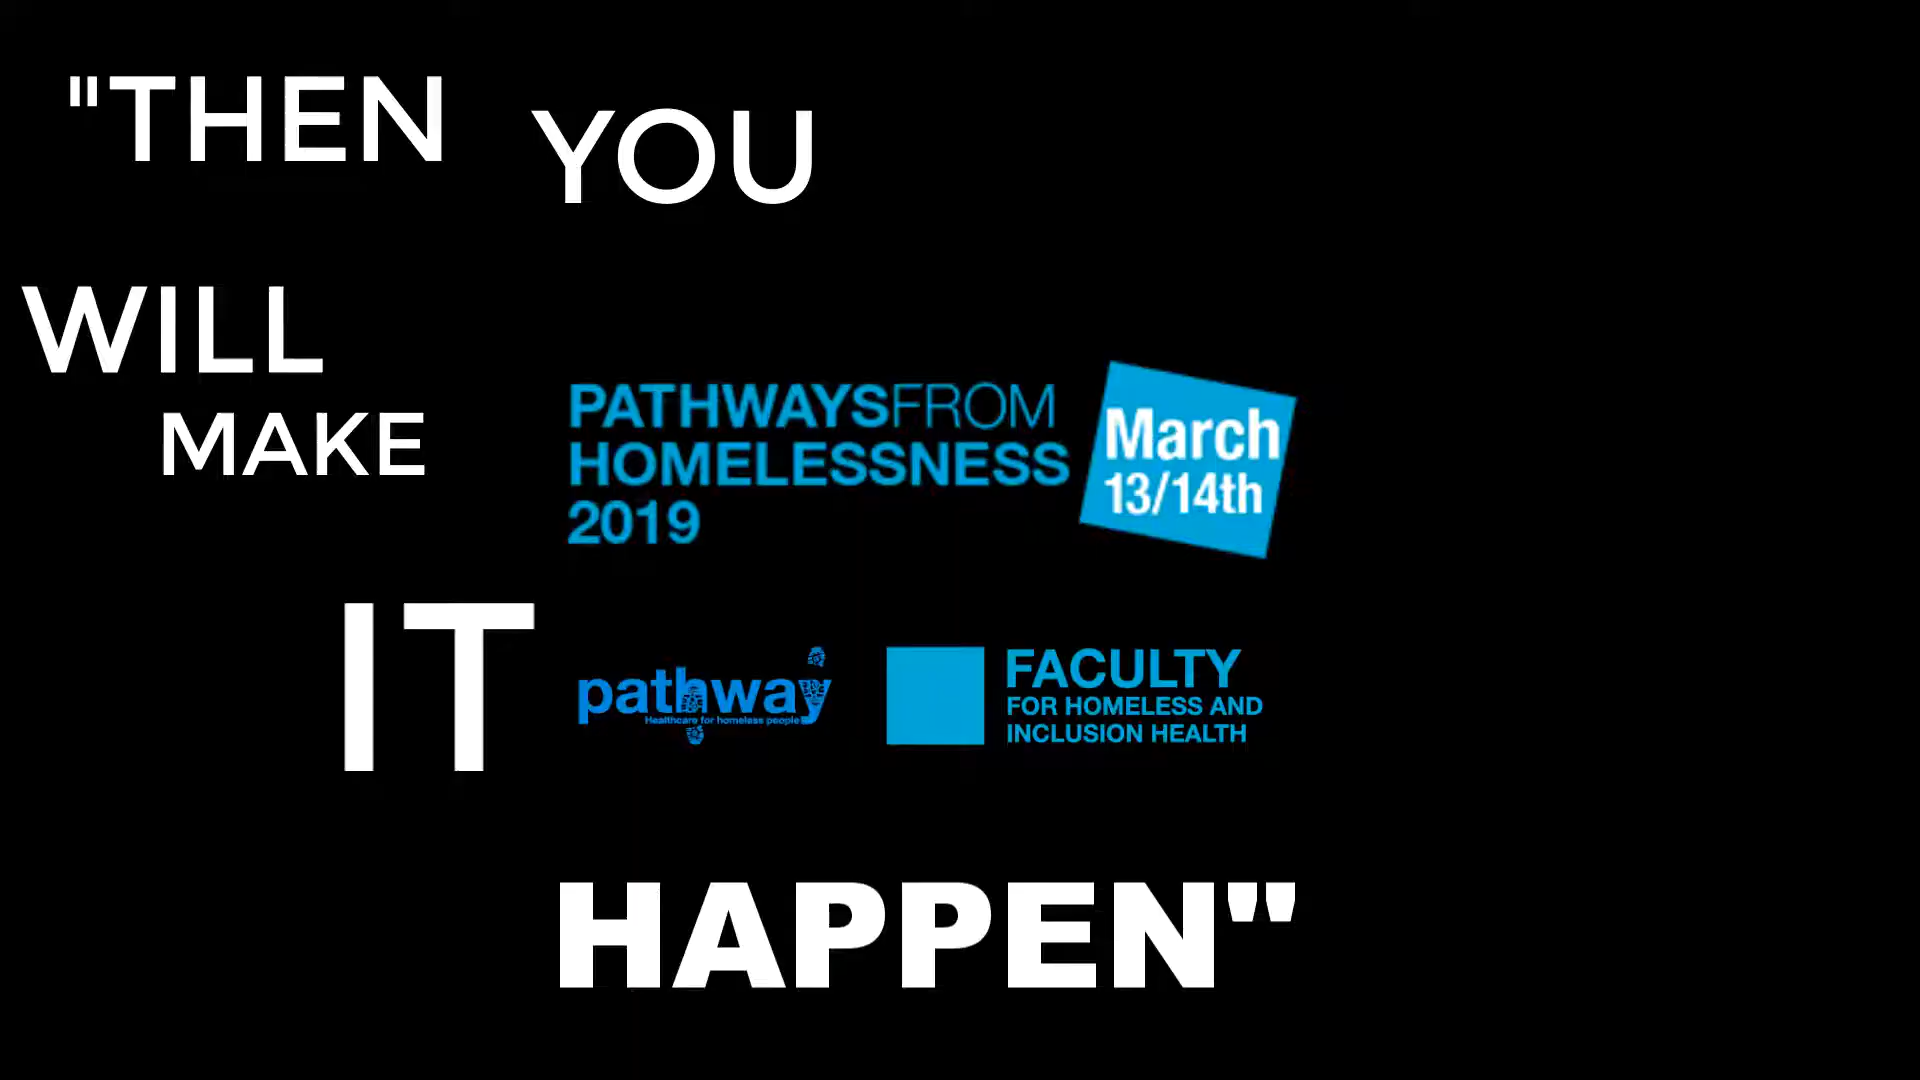 "THEN YOU
WILL
MAKE
IT
HAPPEN"
PATHWAYSFROM
HOMELESSNESS
2019
March
13/14th
pathway
Healthcare for homeless people
FACULTY
FOR HOMELESS AND
INCLUSION HEALTH